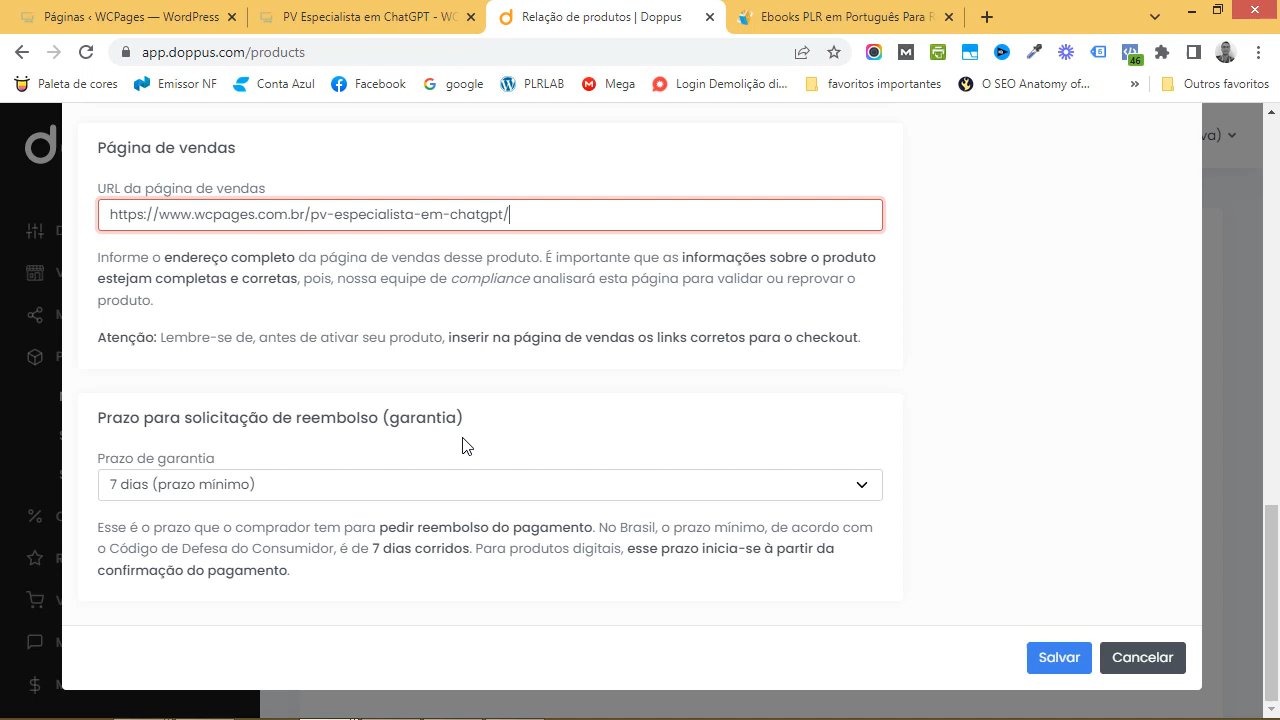 Páginas ‹ WCPages — WordPress
PV Especialista em ChatGPT - WC
Relação de produtos | Doppus
Ebooks PLR em Português Para R
app.doppus.com/products
46
Paleta de cores
Emissor NF
Conta Azul
Facebook
google
PLRLAB
Mega
Login Demolição di...
favoritos importantes
O SEO Anatomy of...
»
Outros favoritos
Página de vendas
URL da página de vendas
https://www.wcpages.com.br/pv-especialista-em-chatgpt/
Informe o endereço completo da página de vendas desse produto. É importante que as informações sobre o produto
estejam completas e corretas, pois, nossa equipe de compliance analisará esta página para validar ou reprovar o
produto.
Atenção: Lembre-se de, antes de ativar seu produto, inserir na página de vendas os links corretos para o checkout.
Prazo para solicitação de reembolso (garantia)
Prazo de garantia
7 dias (prazo mínimo)
Esse é o prazo que o comprador tem para pedir reembolso do pagamento. No Brasil, o prazo mínimo, de acordo com
o Código de Defesa do Consumidor, é de 7 dias corridos. Para produtos digitais, esse prazo inicia-se à partir da
confirmação do pagamento.
Salvar
Cancelar